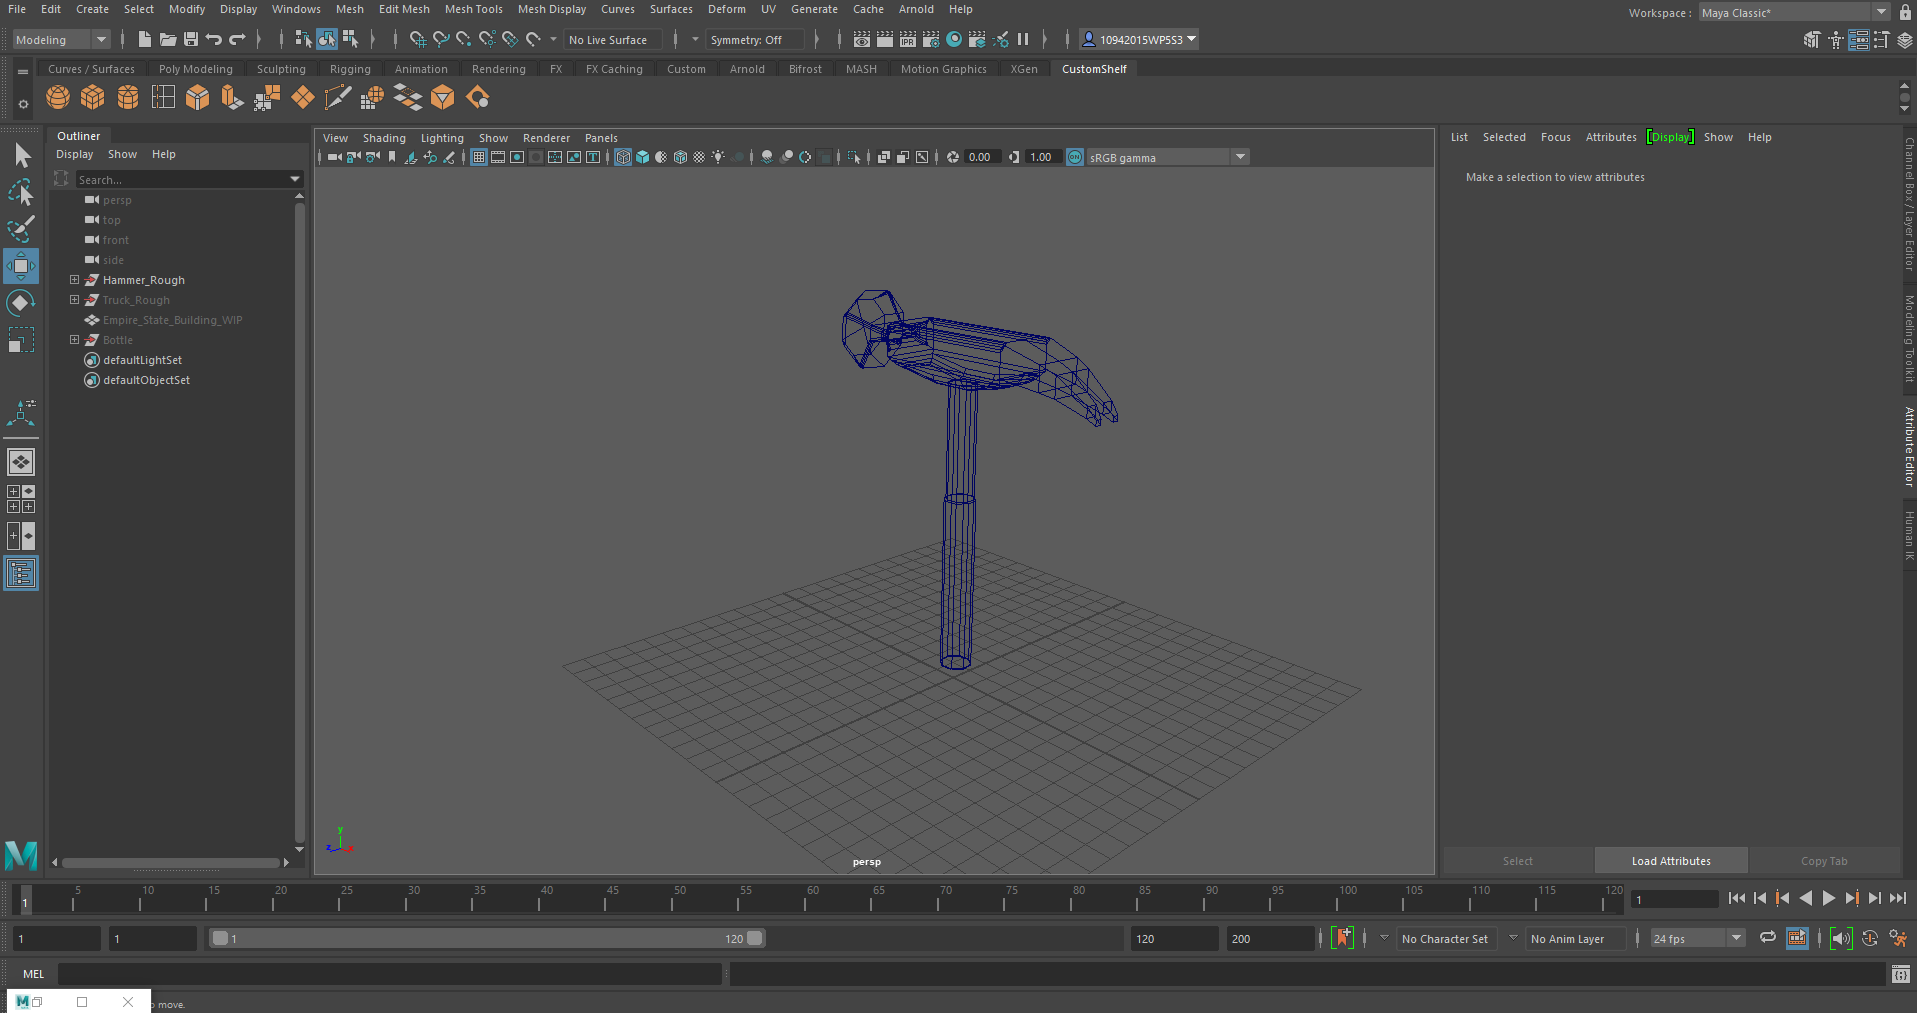 File Edit Create Select Modify Display Windows Mesh Edit Mesh Mesh Tools Mesh Display Curves Surfaces Deform UV Generate Cache Arnold Help
Workspace : Maya Classic*
Modeling No Live Surface Symmetry: Off IPR 10942015WP5S3
Curves / Surfaces Poly Modeling Sculpting Rigging Animation Rendering FX FX Caching Custom Arnold Bifrost MASH Motion Graphics XGen CustomShelf
Outliner
Display Show Help
Search...
persp
top
front
side
Hammer_Rough
Truck_Rough
Empire_State_Building_WIP
Bottle
defaultLightSet
defaultObjectSet
View Shading Lighting Show Renderer Panels
0.00 1.00 ON sRGB gamma
y
z x
persp
List Selected Focus Attributes [Display] Show Help
Make a selection to view attributes
Select Load Attributes Copy Tab
Channel Box / Layer Editor
Modeling Toolkit
Attribute Editor
Human IK
1 5 10 15 20 25 30 35 40 45 50 55 60 65 70 75 80 85 90 95 100 105 110 115 120 1
1 1 1 120 120 200 No Character Set No Anim Layer 24 fps
MEL
M move.